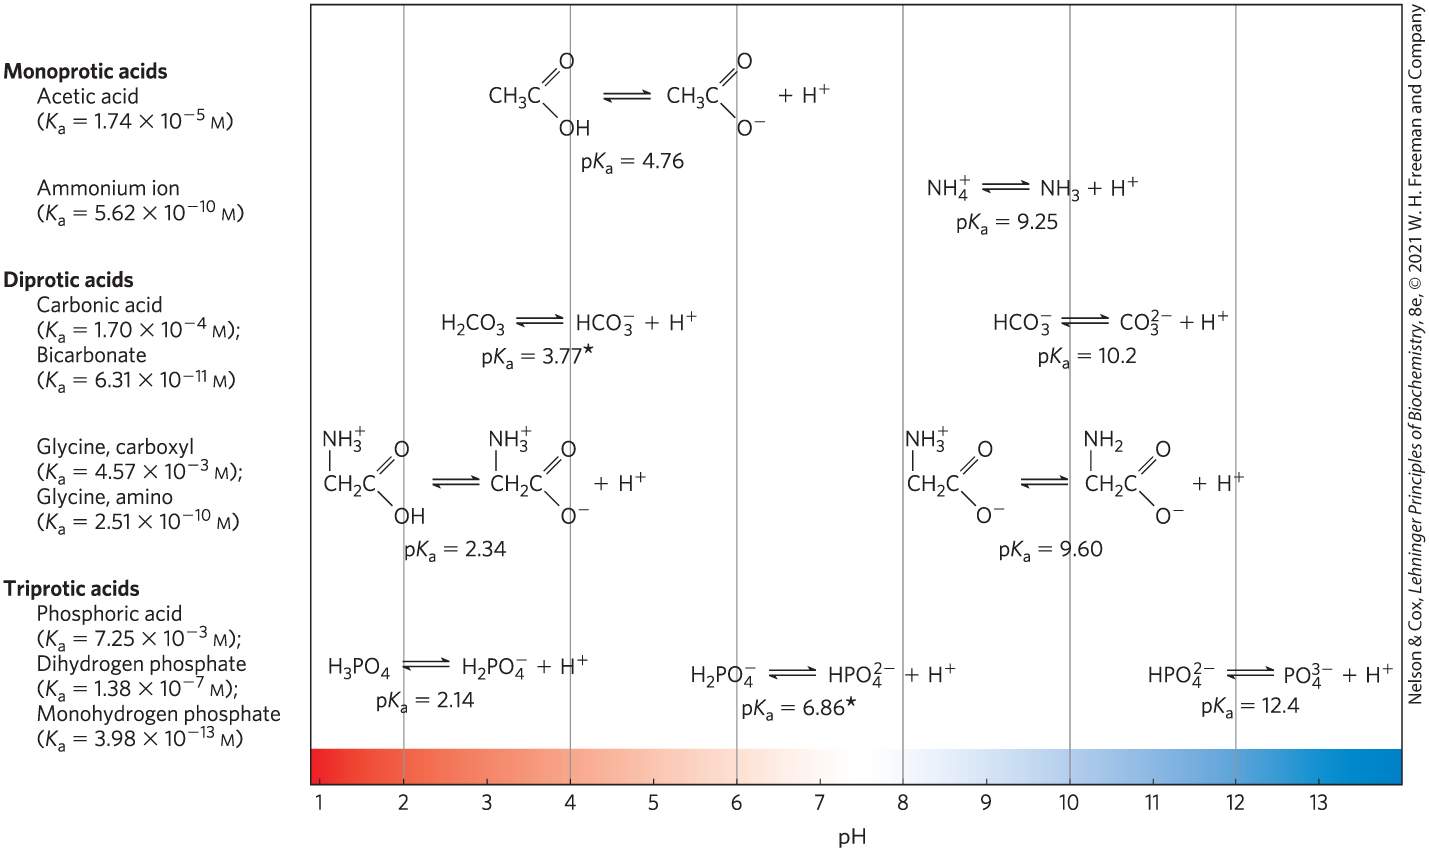 Monoprotic acids
Acetic acid
(Kₐ = 1.74 × 10⁻⁵ M)
Ammonium ion
(Kₐ = 5.62 × 10⁻¹⁰ M)
Diprotic acids
Carbonic acid
(Kₐ = 1.70 × 10⁻⁴ M);
Bicarbonate
(Kₐ = 6.31 × 10⁻¹¹ M)
Glycine, carboxyl
(Kₐ = 4.57 × 10⁻³ M);
Glycine, amino
(Kₐ = 2.51 × 10⁻¹⁰ M)
Triprotic acids
Phosphoric acid
(Kₐ = 7.25 × 10⁻³ M);
Dihydrogen phosphate
(Kₐ = 1.38 × 10⁻⁷ M);
Monohydrogen phosphate
(Kₐ = 3.98 × 10⁻¹³ M)
O O
CH₃C ⇌ CH₃C + H⁺
OH O⁻
pKₐ = 4.76
NH₄⁺ ⇌ NH₃ + H⁺
pKₐ = 9.25
H₂CO₃ ⇌ HCO₃⁻ + H⁺
pKₐ = 3.77*
HCO₃⁻ ⇌ CO₃²⁻ + H⁺
pKₐ = 10.2
NH₃⁺ O NH₃⁺ O
CH₂C ⇌ CH₂C + H⁺
OH O⁻
pKₐ = 2.34
NH₃⁺ O NH₂ O
CH₂C ⇌ CH₂C + H⁺
O⁻ O⁻
pKₐ = 9.60
H₃PO₄ ⇌ H₂PO₄⁻ + H⁺
pKₐ = 2.14
H₂PO₄⁻ ⇌ HPO₄²⁻ + H⁺
pKₐ = 6.86*
HPO₄²⁻ ⇌ PO₄³⁻ + H⁺
pKₐ = 12.4
1 2 3 4 5 6 7 8 9 10 11 12 13
pH
Nelson & Cox, Lehninger Principles of Biochemistry, 8e, © 2021 W. H. Freeman and Company